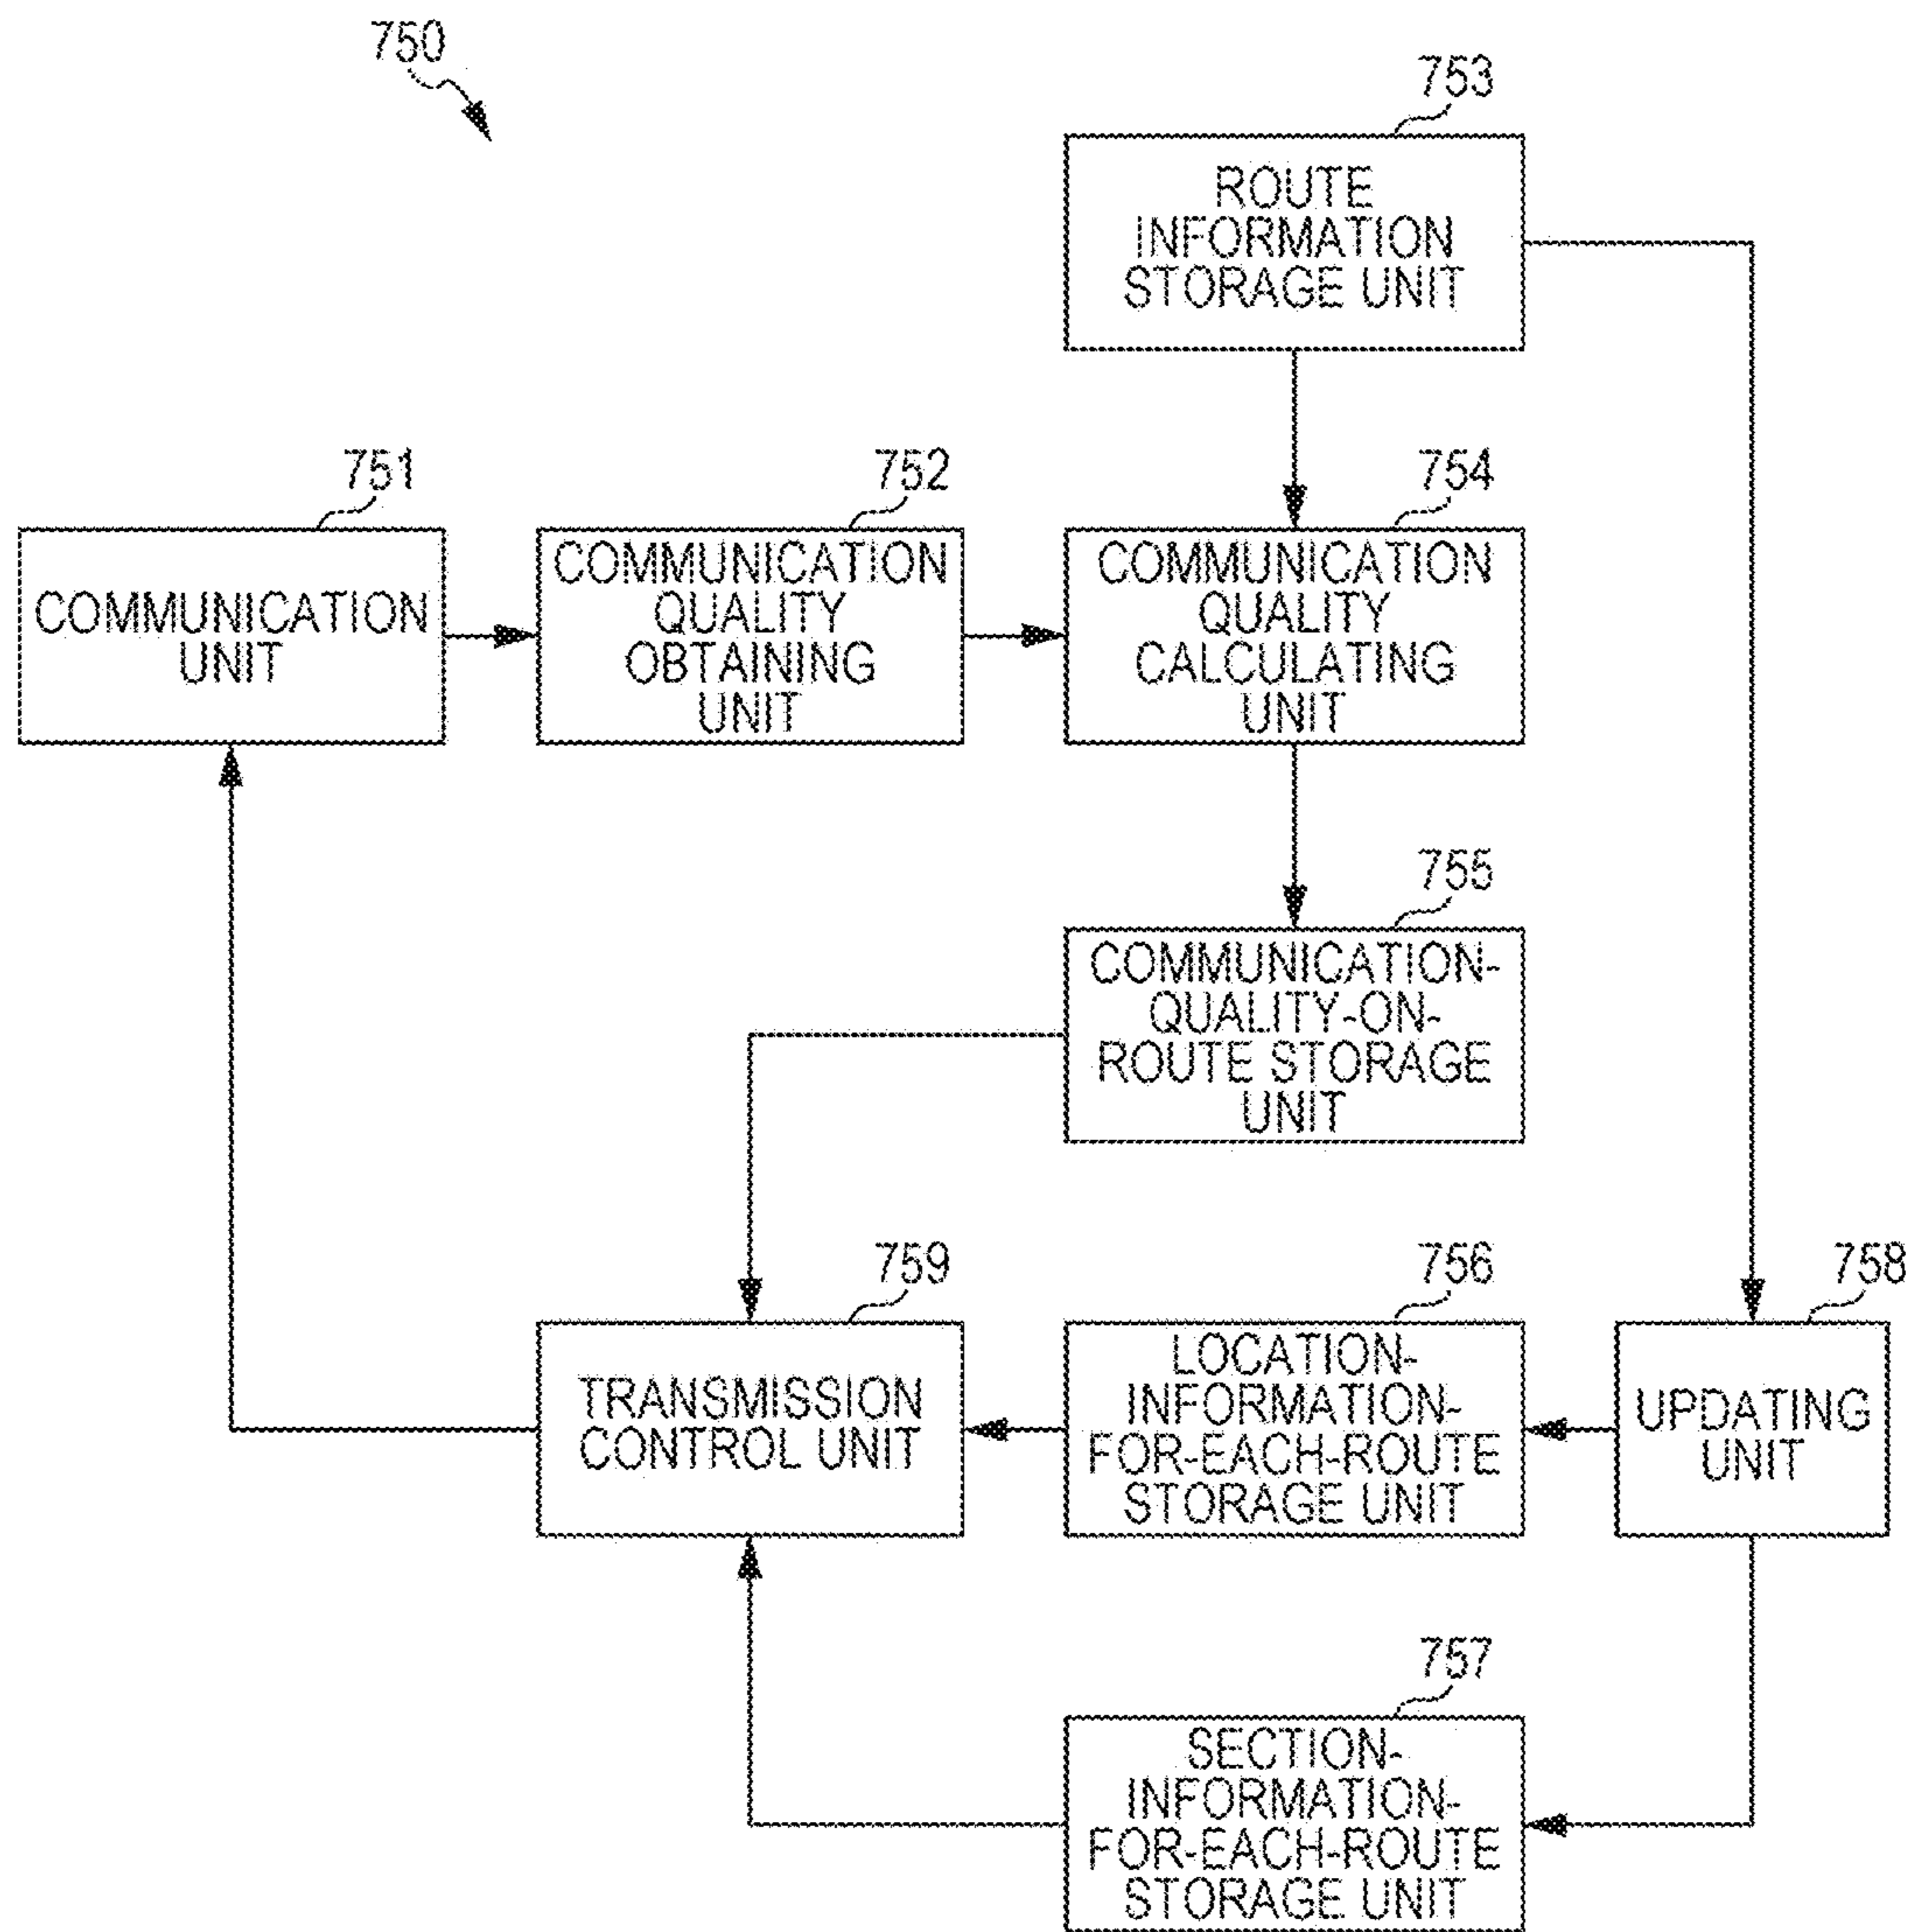 750
753
ROUTE
INFORMATION
STORAGE UNIT
751
COMMUNICATION
UNIT
752
COMMUNICATION
QUALITY
OBTAINING
UNIT
754
COMMUNICATION
QUALITY
CALCULATING
UNIT
755
COMMUNICATION-
QUALITY-ON-
ROUTE STORAGE
UNIT
759
TRANSMISSION
CONTROL UNIT
756
LOCATION-
INFORMATION-
FOR-EACH-ROUTE
STORAGE UNIT
758
UPDATING
UNIT
757
SECTION-
INFORMATION-
FOR-EACH-ROUTE
STORAGE UNIT